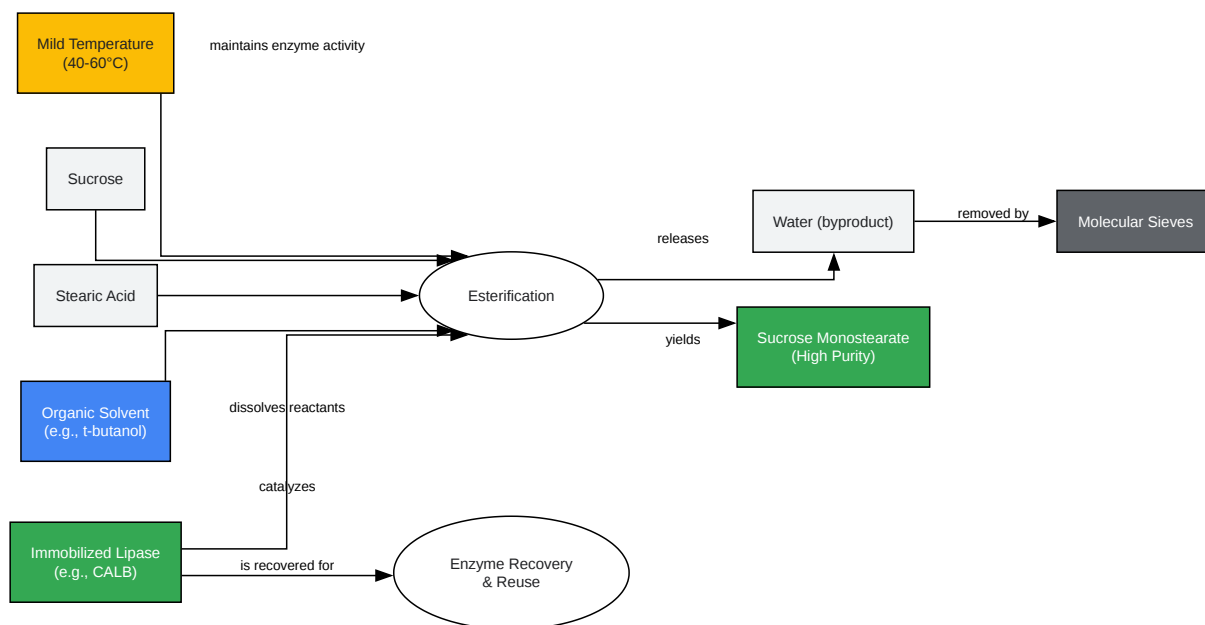 Mild Temperature
(40-60°C)
maintains enzyme activity
Sucrose
Stearic Acid
Organic Solvent
(e.g., t-butanol)
dissolves reactants
catalyzes
Immobilized Lipase
(e.g., CALB)
is recovered for
Enzyme Recovery
& Reuse
Esterification
releases
yields
Water (byproduct)
removed by
Molecular Sieves
Sucrose Monostearate
(High Purity)